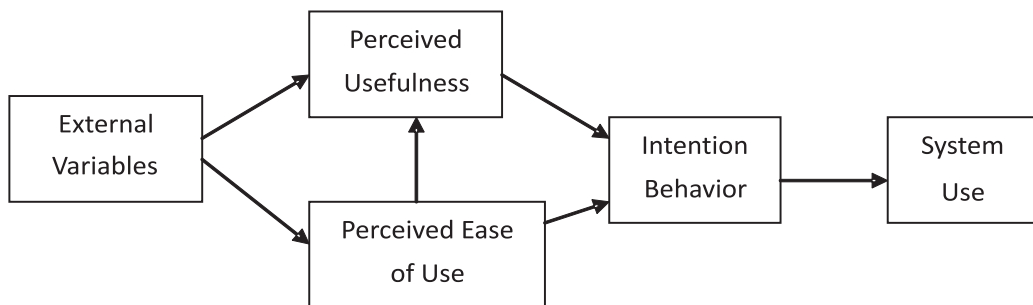 External
Variables
Perceived
Usefulness
Perceived Ease
of Use
Intention
Behavior
System
Use